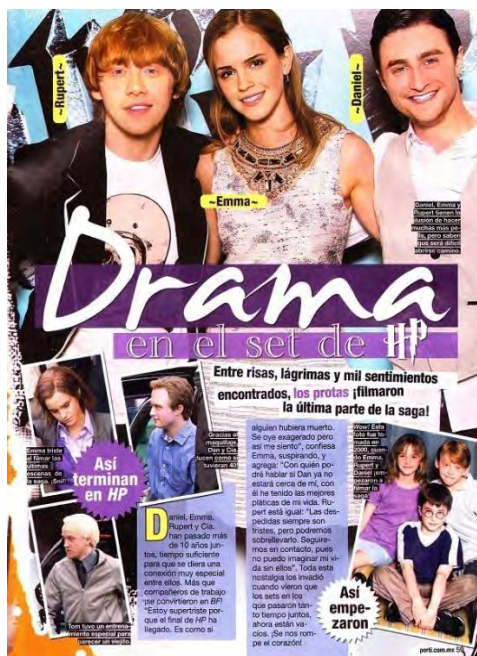 ~Rupert~
~Daniel~
~Emma~
Daniel, Emma y
Rupert tienen la
ilusión de hacer
muchas más pe-
lis, pero saben
que será difícil
abrirse camino.
Drama
en el set de HP
Entre risas, lágrimas y mil sentimientos
encontrados, los protas ¡filmaron
la última parte de la saga!
Emma triste
al filmar las
últimas
escenas de
la saga. ¡Snif!
Gracias al
maquillaje,
Dan y Cía.
lucen como si
tuvieran 40
Así
terminan
en HP
Tom tuvo un entrena-
miento especial para
parecer un viejito.
Daniel, Emma,
Rupert y Cía.
han pasado más
de 10 años jun-
tos, tiempo suficiente
para que se diera una
conexión muy especial
entre ellos. Más que
compañeros de trabajo
¡se convirtieron en BF!
"Estoy supertriste por-
que el final de HP ha
llegado. Es como si
alguien hubiera muerto.
Se oye exagerado pero
así me siento", confiesa
Emma, suspirando, y
agrega: "Con quién po-
dré hablar si Dan ya no
estará cerca de mí, con
él he tenido las mejores
pláticas de mi vida. Ru-
pert está igual: "Las des-
pedidas siempre son
tristes, pero podremos
sobrellevarlo. Seguire-
mos en contacto, pues
no puedo imaginar mi vi-
da sin ellos". Toda esta
nostalgia los invadió
cuando vieron que
los sets en los
que pasaron tan-
to tiempo juntos,
ahora están va-
cíos. ¡Se nos rom-
pe el corazón!
Wow! Esta
foto fue to-
mada en
2000, cuan-
do Emma,
Rupert y
Daniel em-
pezaron a
filmar la
saga
Así
empe-
zaron
porti.com.mx 59